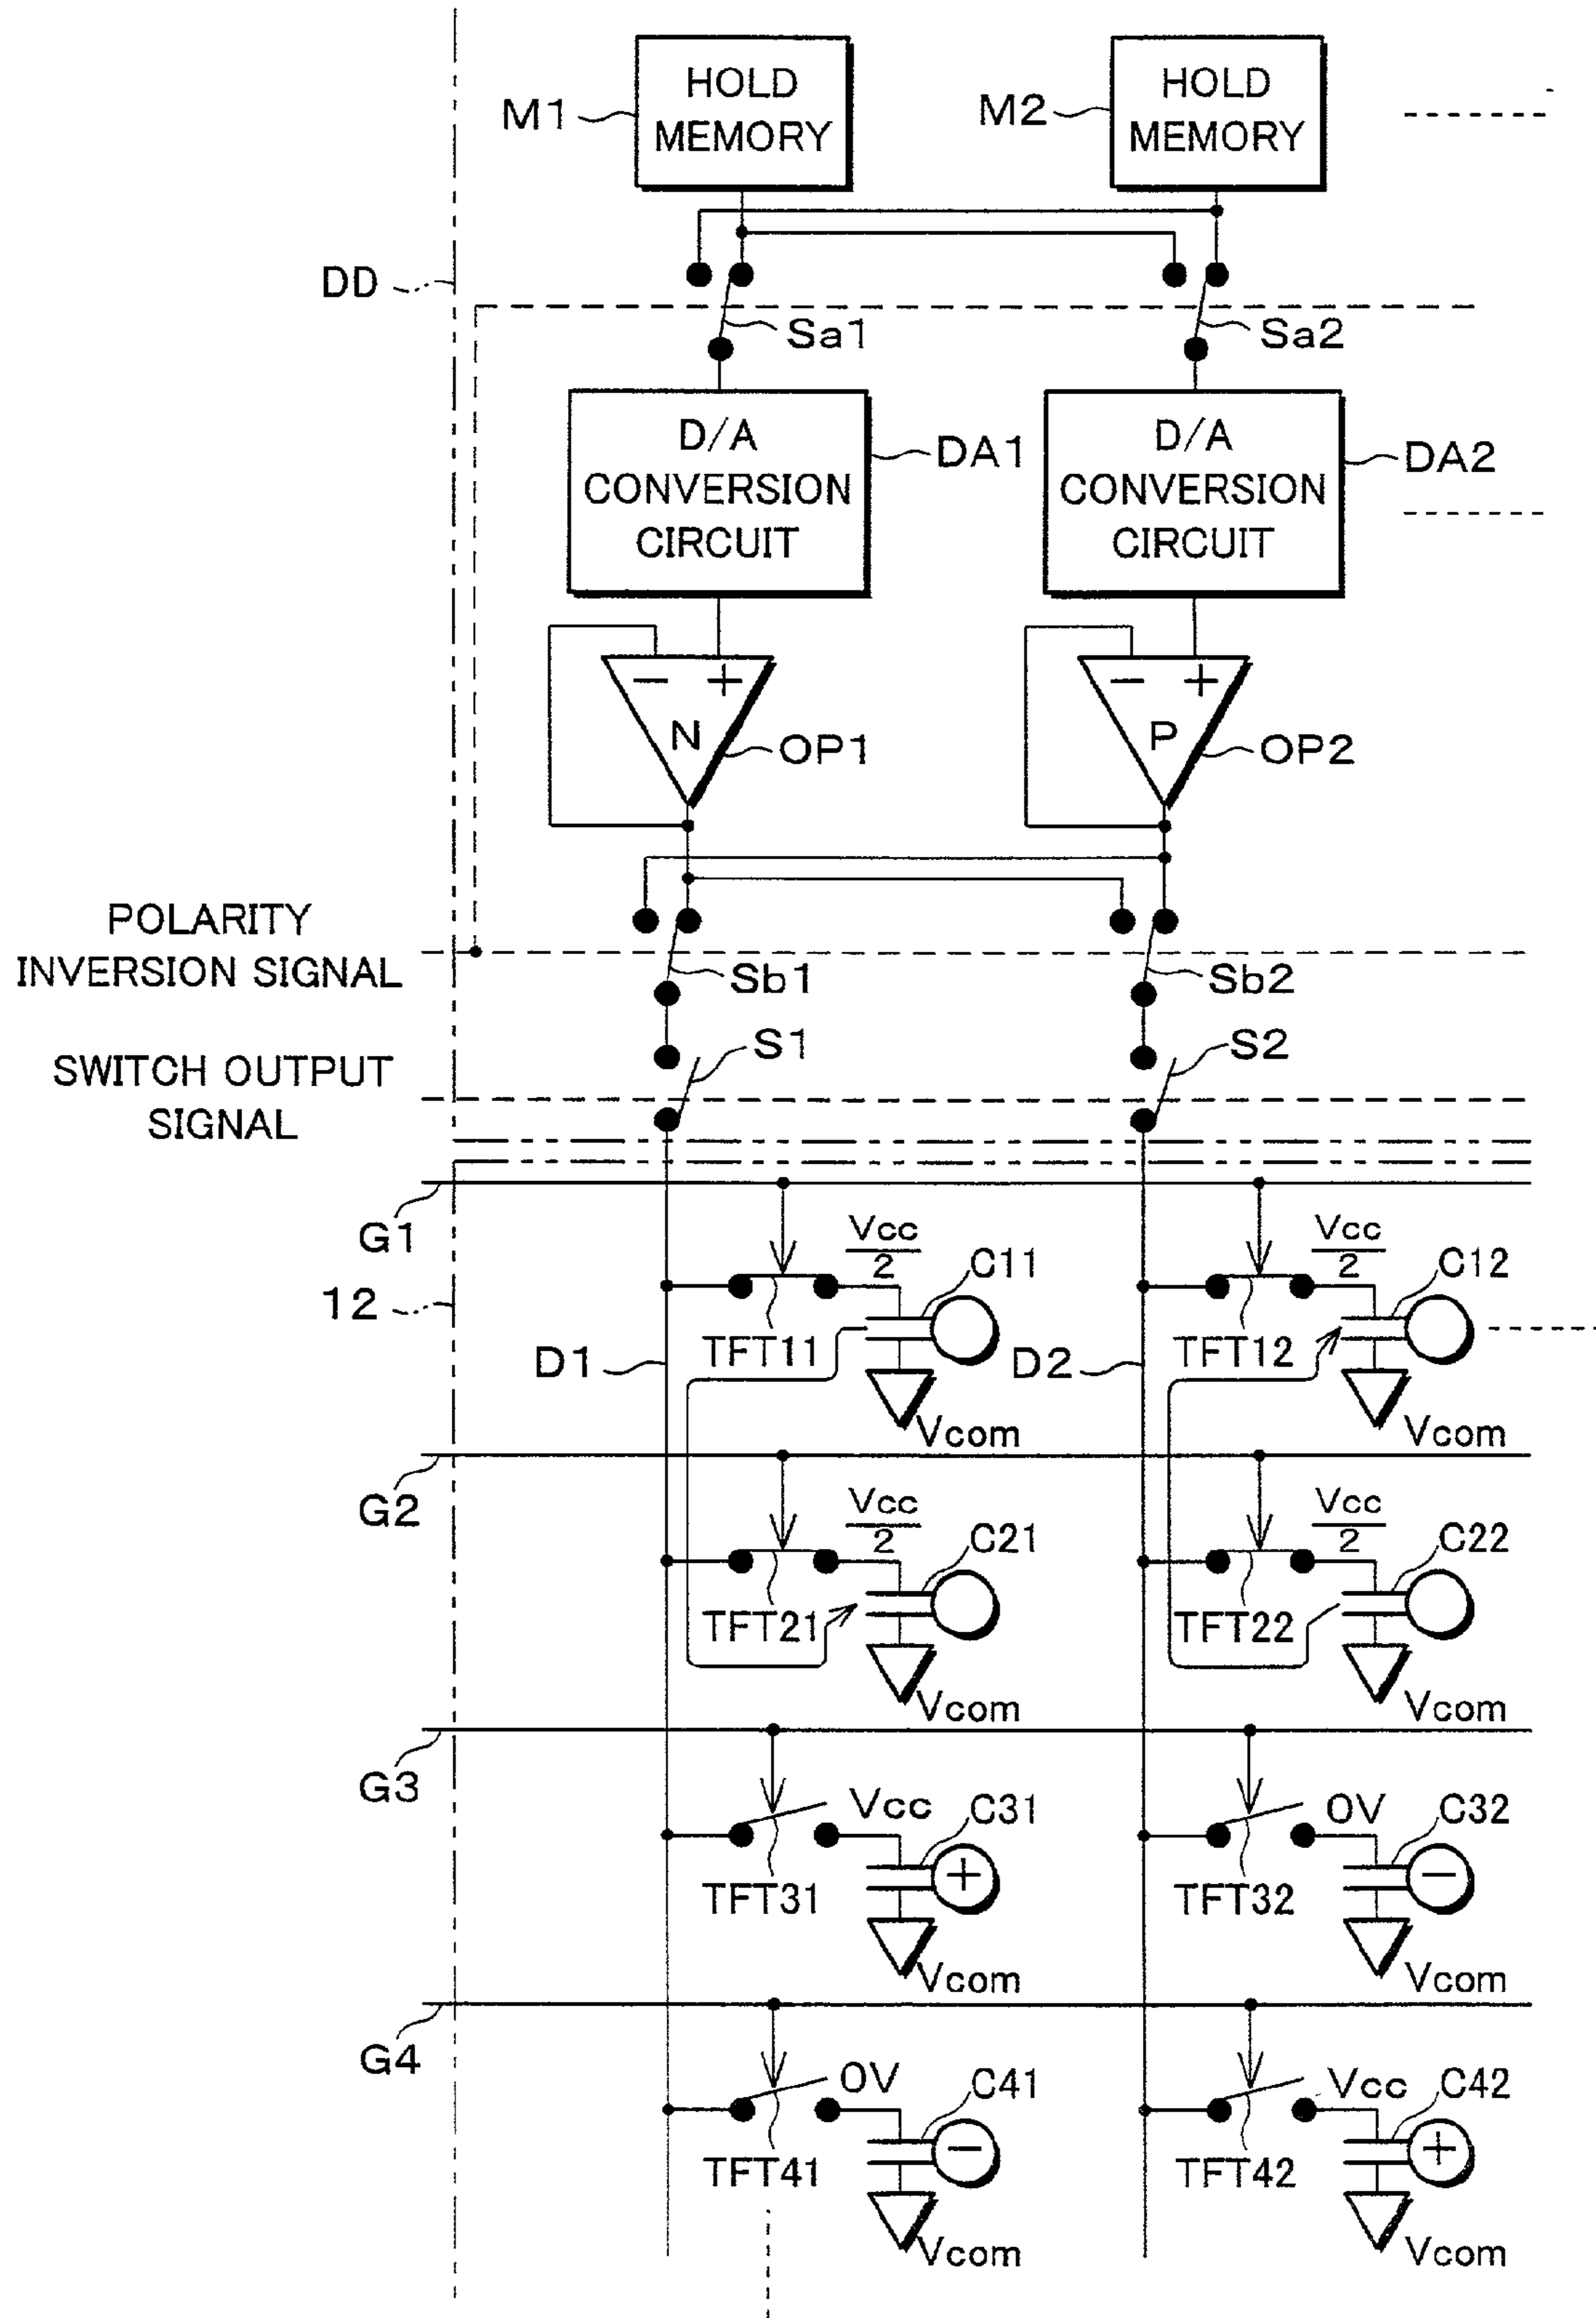 M1
HOLD
MEMORY
M2
HOLD
MEMORY
DD
Sa1
Sa2
D/A
CONVERSION
CIRCUIT
DA1
D/A
CONVERSION
CIRCUIT
DA2
− +
N
OP1
− +
P
OP2
POLARITY
INVERSION SIGNAL
Sb1
Sb2
SWITCH OUTPUT
SIGNAL
S1
S2
G1
12
D1
Vcc
2
C11
TFT11
Vcom
D2
Vcc
2
C12
TFT12
Vcom
G2
Vcc
2
C21
TFT21
Vcom
Vcc
2
C22
TFT22
Vcom
G3
Vcc
C31
+
TFT31
Vcom
0V
C32
−
TFT32
Vcom
G4
0V
C41
−
TFT41
Vcom
Vcc
C42
+
TFT42
Vcom